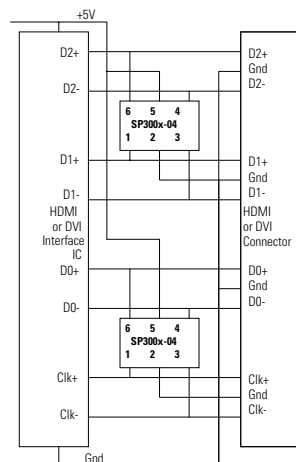 +5V
D2+
D2-
D1+
D1-
HDMI
or DVI
Interface
IC
D0+
D0-
Clk+
Clk-
Gnd
6 5 4
SP300x-04
1 2 3
6 5 4
SP300x-04
1 2 3
D2+
Gnd
D2-
D1+
Gnd
D1-
HDMI
or DVI
Connector
D0+
Gnd
D0-
Clk+
Gnd
Clk-